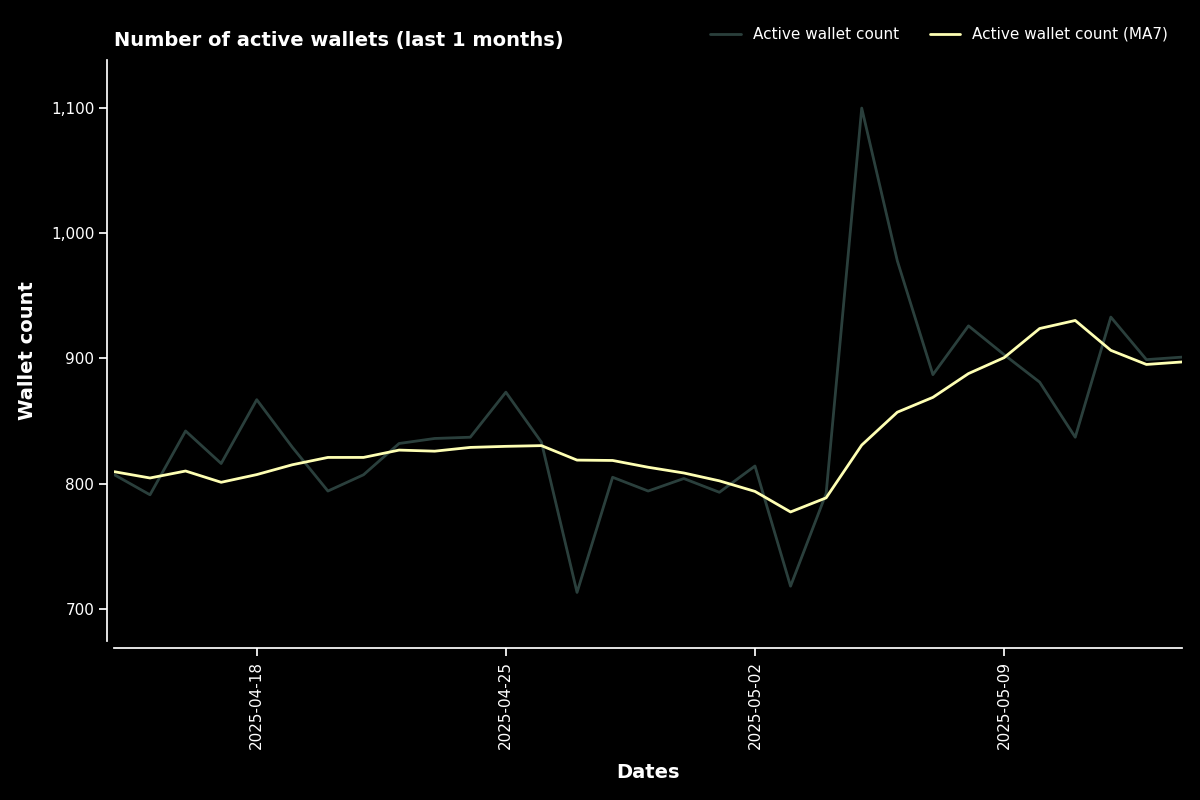 Number of active wallets (last 1 months)
Active wallet count
Active wallet count (MA7)
Wallet count
1,100
1,000
900
800
700
2025-04-18
2025-04-25
2025-05-02
2025-05-09
Dates